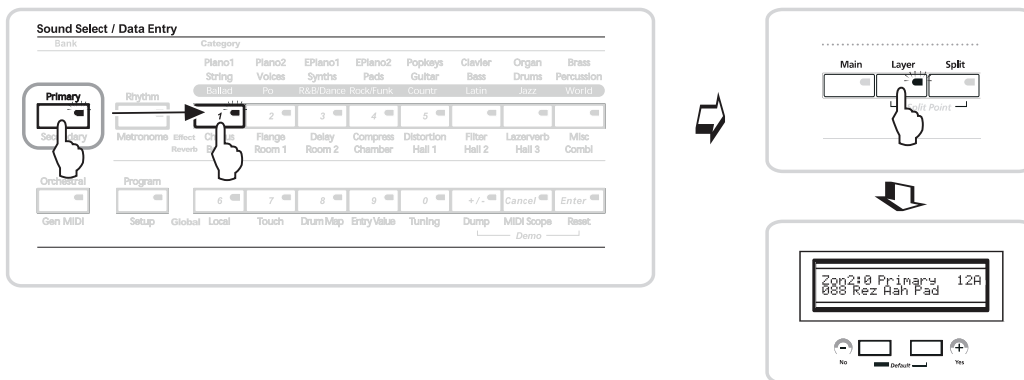 Sound Select / Data Entry
Bank Category
Piano1 Piano2 EPiano1 EPiano2 Popkeys Clavier Organ Brass
String Voices Synths Pads Guitar Bass Drums Percussion
Ballad Po R&B/Dance Rock/Funk Countr Latin Jazz World
Primary Rhythm
1 2 3 4 5
Metronome Effect Flange Delay Compress Distortion Filter Lazerverb Misc
Reverb Room 1 Room 2 Chamber Hall 1 Hall 2 Hall 3 Combi
Orchestral Program
6 7 8 9 0 +/- Cancel Enter
Gen MIDI Setup Global Local Touch Drum Map Entry Value Tuning Dump MIDI Scope Reset
Demo
Main Layer Split
Split Point
Zon2:0 Primary 12A
088 Rez Aah Pad
- +
No Default Yes